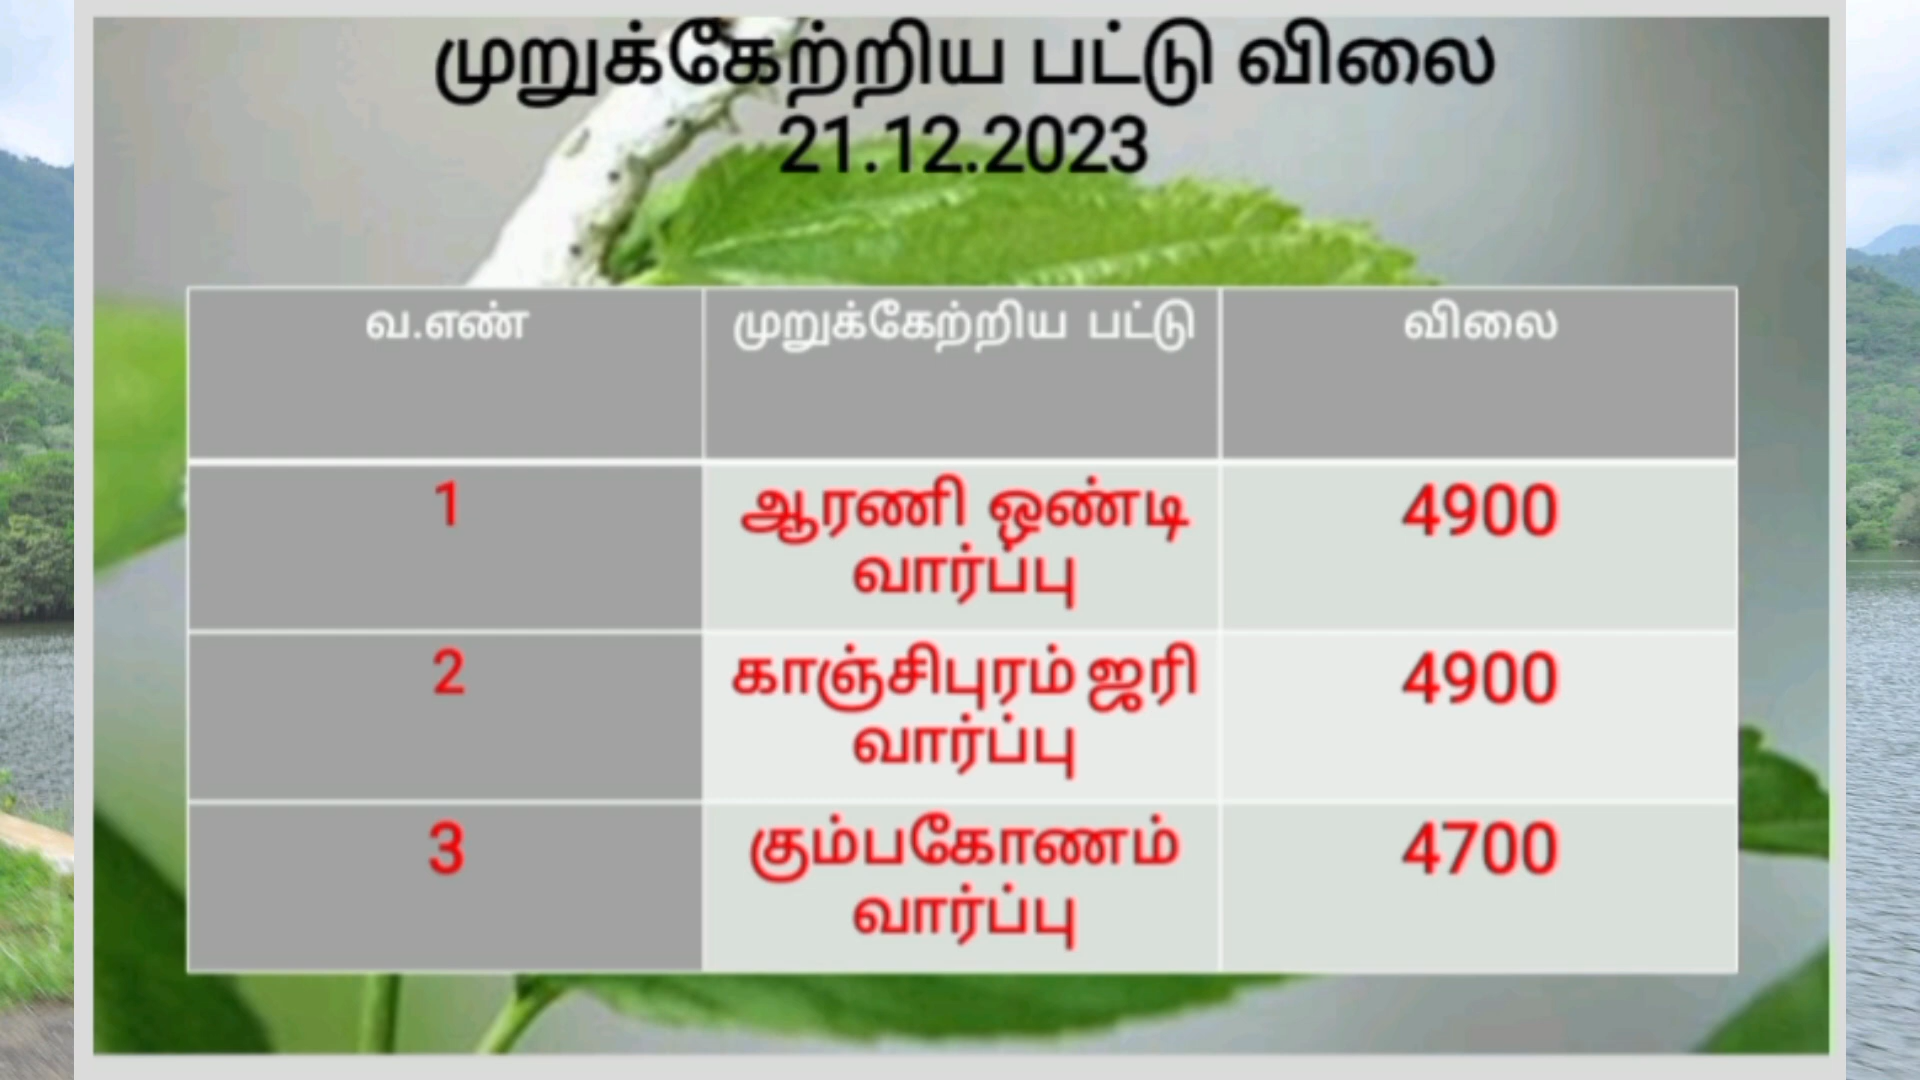 முறுக்கேற்றிய பட்டு விலை
21.12.2023
வ.எண் முறுக்கேற்றிய பட்டு விலை
1 ஆரணி ஒண்டி வார்ப்பு 4900
2 காஞ்சிபுரம் ஜரி வார்ப்பு 4900
3 கும்பகோணம் வார்ப்பு 4700